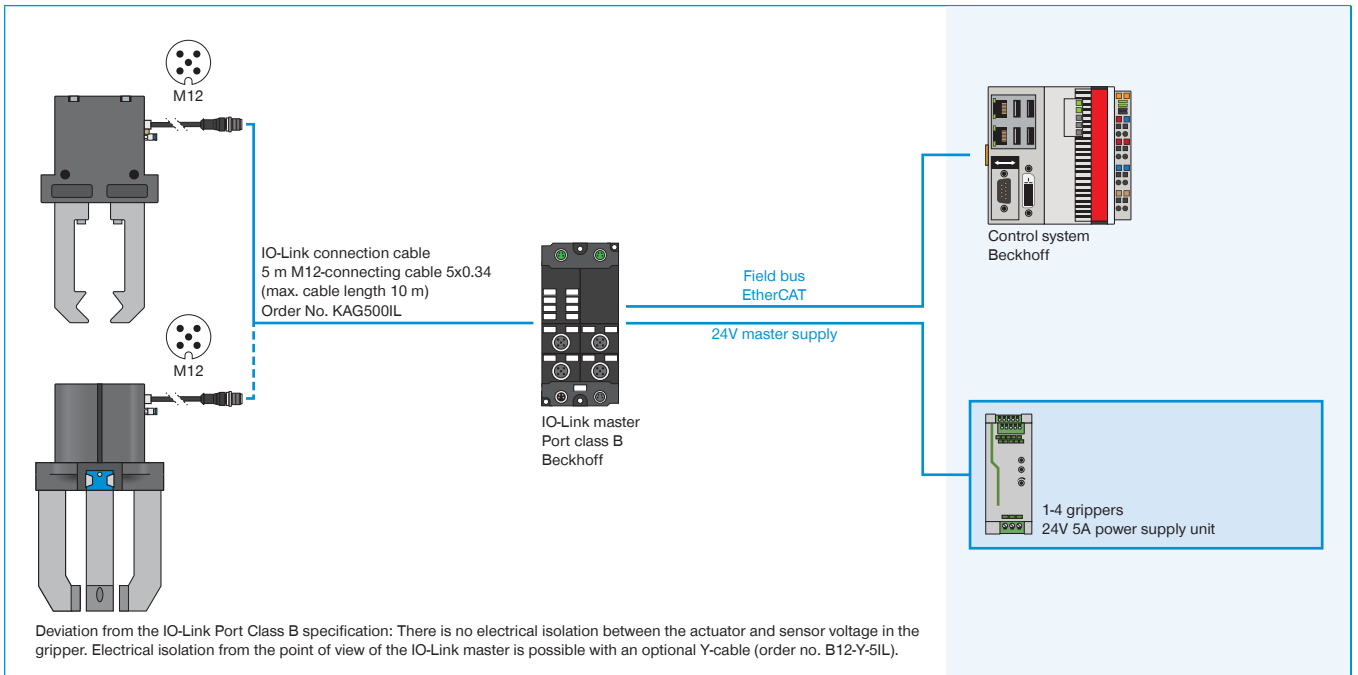 M12
IO-Link connection cable
5 m M12-connecting cable 5x0.34
(max. cable length 10 m)
Order No. KAG500IL
M12
IO-Link master
Port class B
Beckhoff
Field bus
EtherCAT
24V master supply
Control system
Beckhoff
1-4 grippers
24V 5A power supply unit
Deviation from the IO-Link Port Class B specification: There is no electrical isolation between the actuator and sensor voltage in the
gripper. Electrical isolation from the point of view of the IO-Link master is possible with an optional Y-cable (order no. B12-Y-5IL).